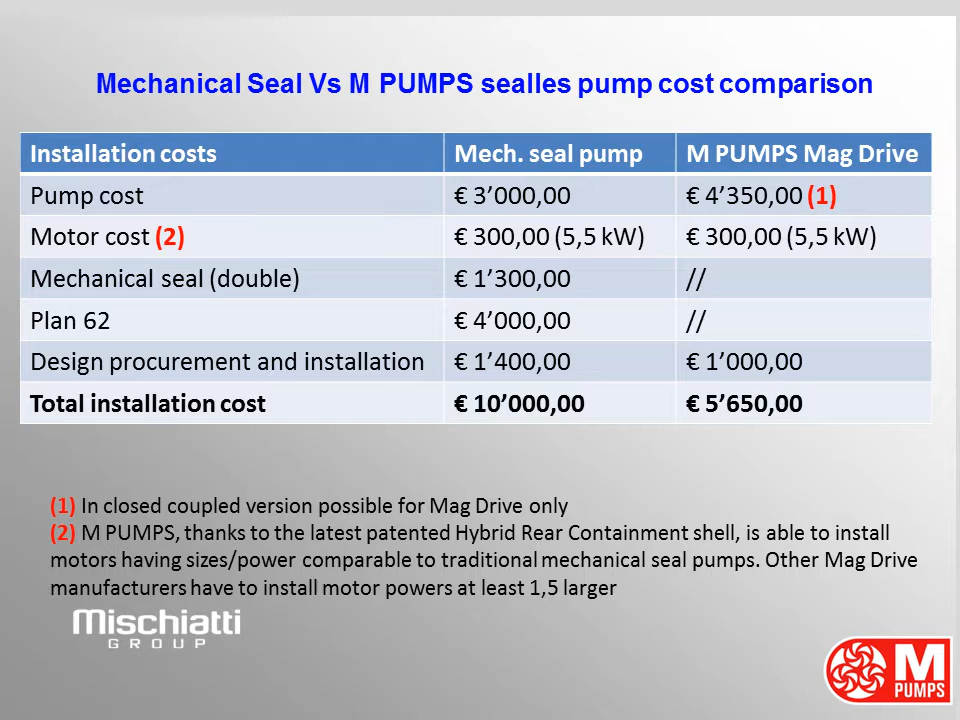 Mechanical Seal Vs M PUMPS sealles pump cost comparison
Installation costs Mech. seal pump M PUMPS Mag Drive
Pump cost € 3’000,00 € 4’350,00 (1)
Motor cost (2) € 300,00 (5,5 kW) € 300,00 (5,5 kW)
Mechanical seal (double) € 1’300,00 //
Plan 62 € 4’000,00 //
Design procurement and installation € 1’400,00 € 1’000,00
Total installation cost € 10’000,00 € 5’650,00
(1) In closed coupled version possible for Mag Drive only
(2) M PUMPS, thanks to the latest patented Hybrid Rear Containment shell, is able to install
motors having sizes/power comparable to traditional mechanical seal pumps. Other Mag Drive
manufacturers have to install motor powers at least 1,5 larger
Mischiatti
GROUP
M
PUMPS